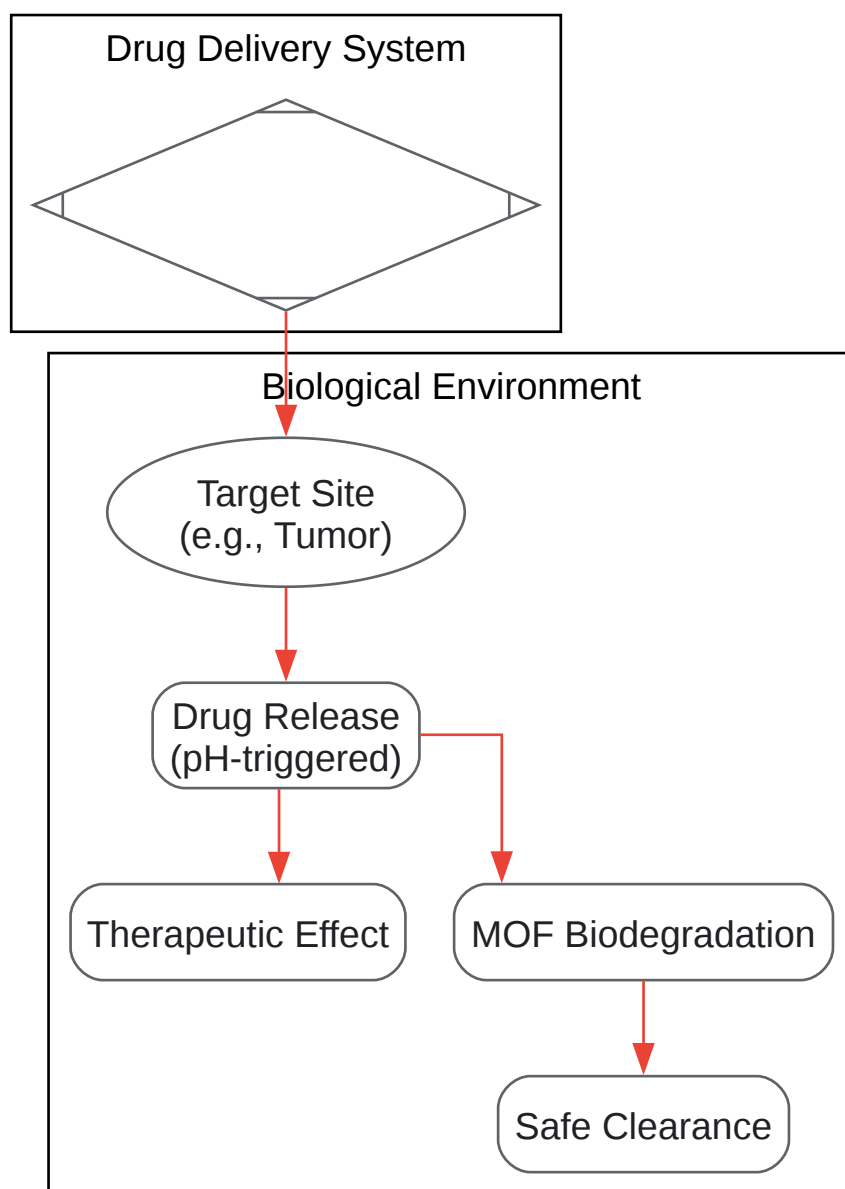 Drug Delivery System
Biological Environment
Target Site
(e.g., Tumor)
Drug Release
(pH-triggered)
Therapeutic Effect
MOF Biodegradation
Safe Clearance